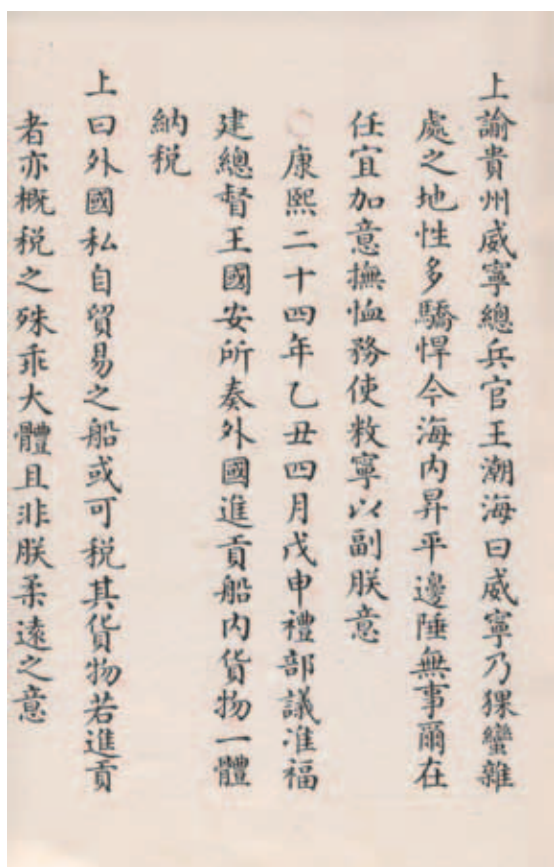 上諭貴州威寧總兵官王潮海曰威寧乃猓蠻雜
處之地性多驕悍今海内昇平邊陲無事爾在
任宜加意撫恤務使敉寧以副朕意
○康熙二十四年乙丑四月戊申禮部議准福
建總督王國安所奏外國進貢船内貨物一體
納税
上曰外國私自貿易之船或可税其貨物若進貢
者亦概税之殊乖大體且非朕柔遠之意